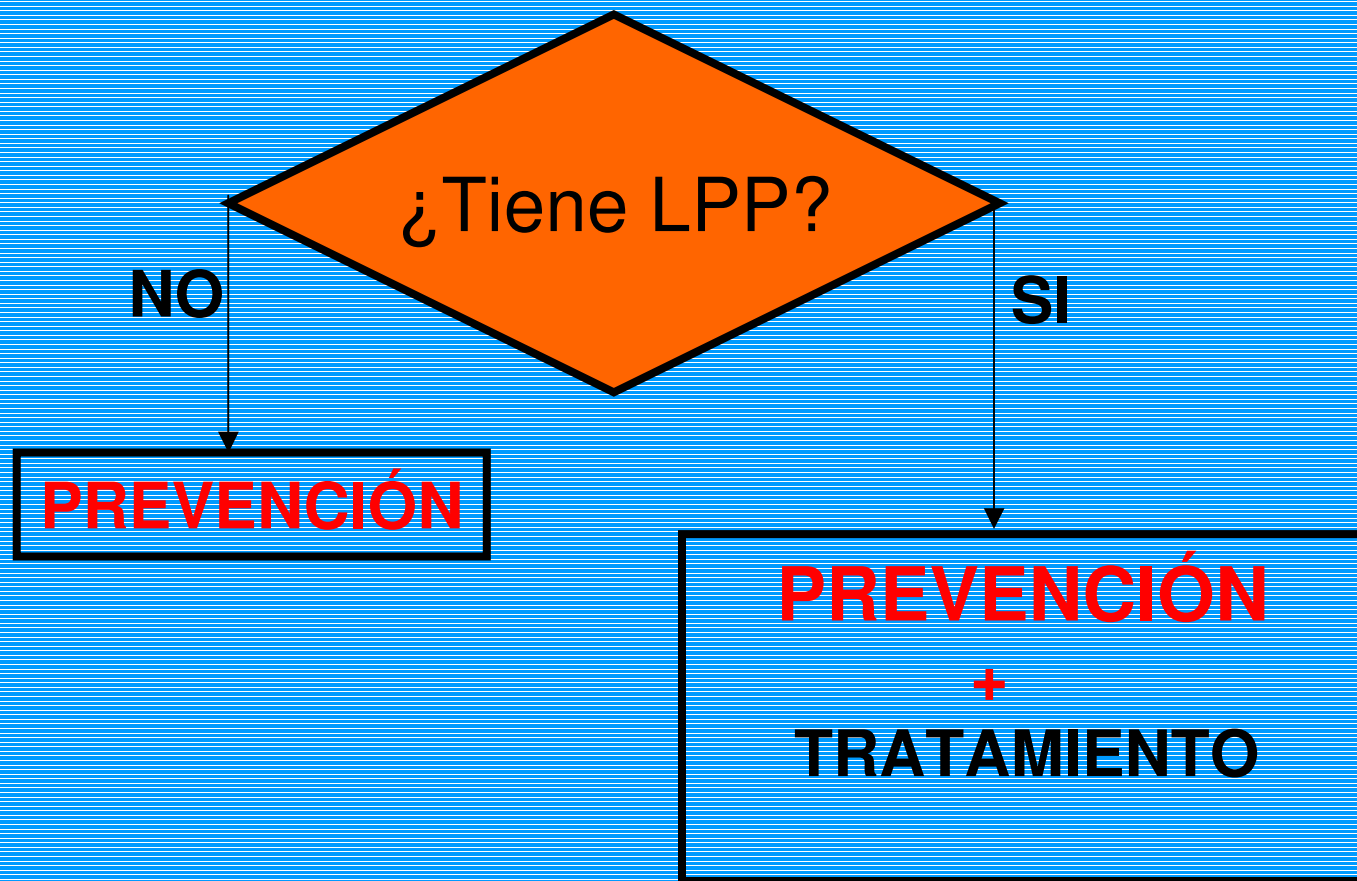 ¿Tiene LPP?
NO
SI
PREVENCIÓN
PREVENCIÓN
+
TRATAMIENTO